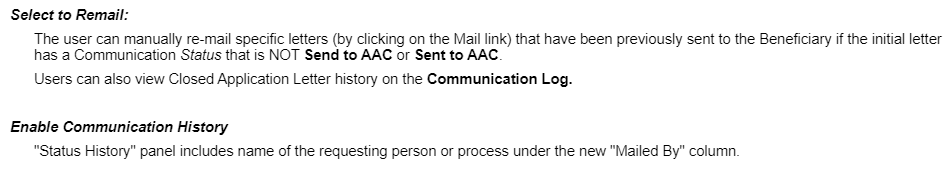 Select to Remail:
The user can manually re-mail specific letters (by clicking on the Mail link) that have been previously sent to the Beneficiary if the initial letter
has a Communication Status that is NOT Send to AAC or Sent to AAC.
Users can also view Closed Application Letter history on the Communication Log.
Enable Communication History
"Status History" panel includes name of the requesting person or process under the new "Mailed By" column.